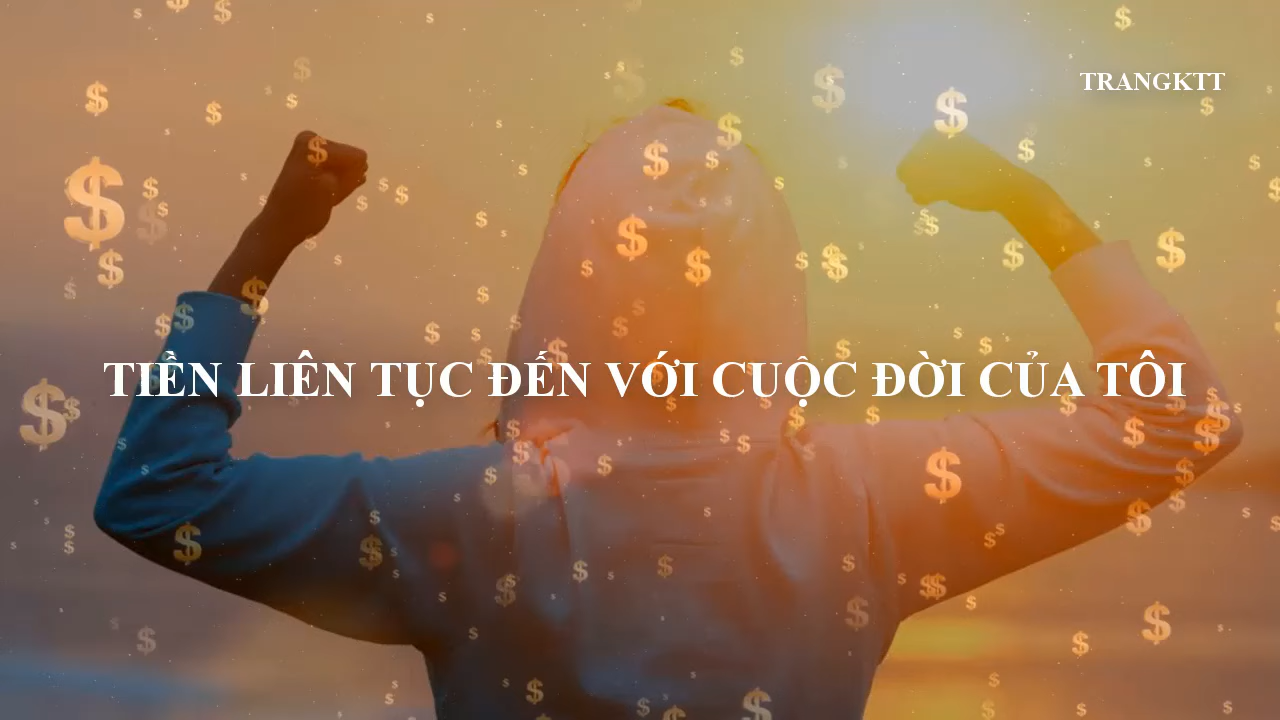 TRANGKTT
TIỀN LIÊN TỤC ĐẾN VỚI CUỘC ĐỜI CỦA TÔI